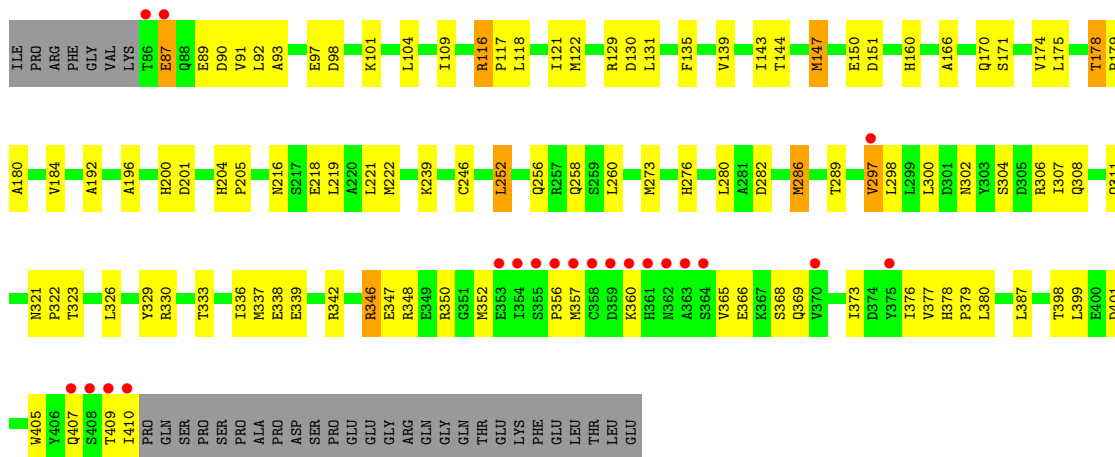 ILE PRO ARG PHE GLY VAL LYS T86 E87 Q88 E89 D90 V91 L92 A93 E97 D98 K101 L104 I109 R116 P117 L118 I121 M122 R129 D130 L131 F135 V139 I143 T144 M147 E150 D151 H160 A166 Q170 S171 V174 L175 T178 P179
A180 V184 A192 A196 H200 D201 H204 P205 N216 S217 E218 L219 A220 L221 M222 K239 C246 L252 Q256 R257 Q258 S259 L260 M273 H276 L280 A281 D282 M286 T289 V297 L298 L299 L300 D301 N302 Y303 S304 D305 R306 I307 Q308 Q311
N321 P322 T323 L326 Y329 R330 T333 I336 M337 E338 E339 R342 R346 E347 R348 E349 R350 G351 M352 E353 I354 S355 P356 M357 C358 D359 K360 H361 N362 A363 S364 V365 E366 K367 S368 Q369 V370 I373 D374 Y375 I376 V377 H378 P379 L380 L387 T398 L399 E400 D401
W405 Y406 Q407 S408 T409 I410 PRO GLN SER PRO SER PRO ALA PRO ASP SER PRO GLU GLU GLY ARG GLN GLY GLN THR GLU LYS PHE GLU LEU THR LEU GLU